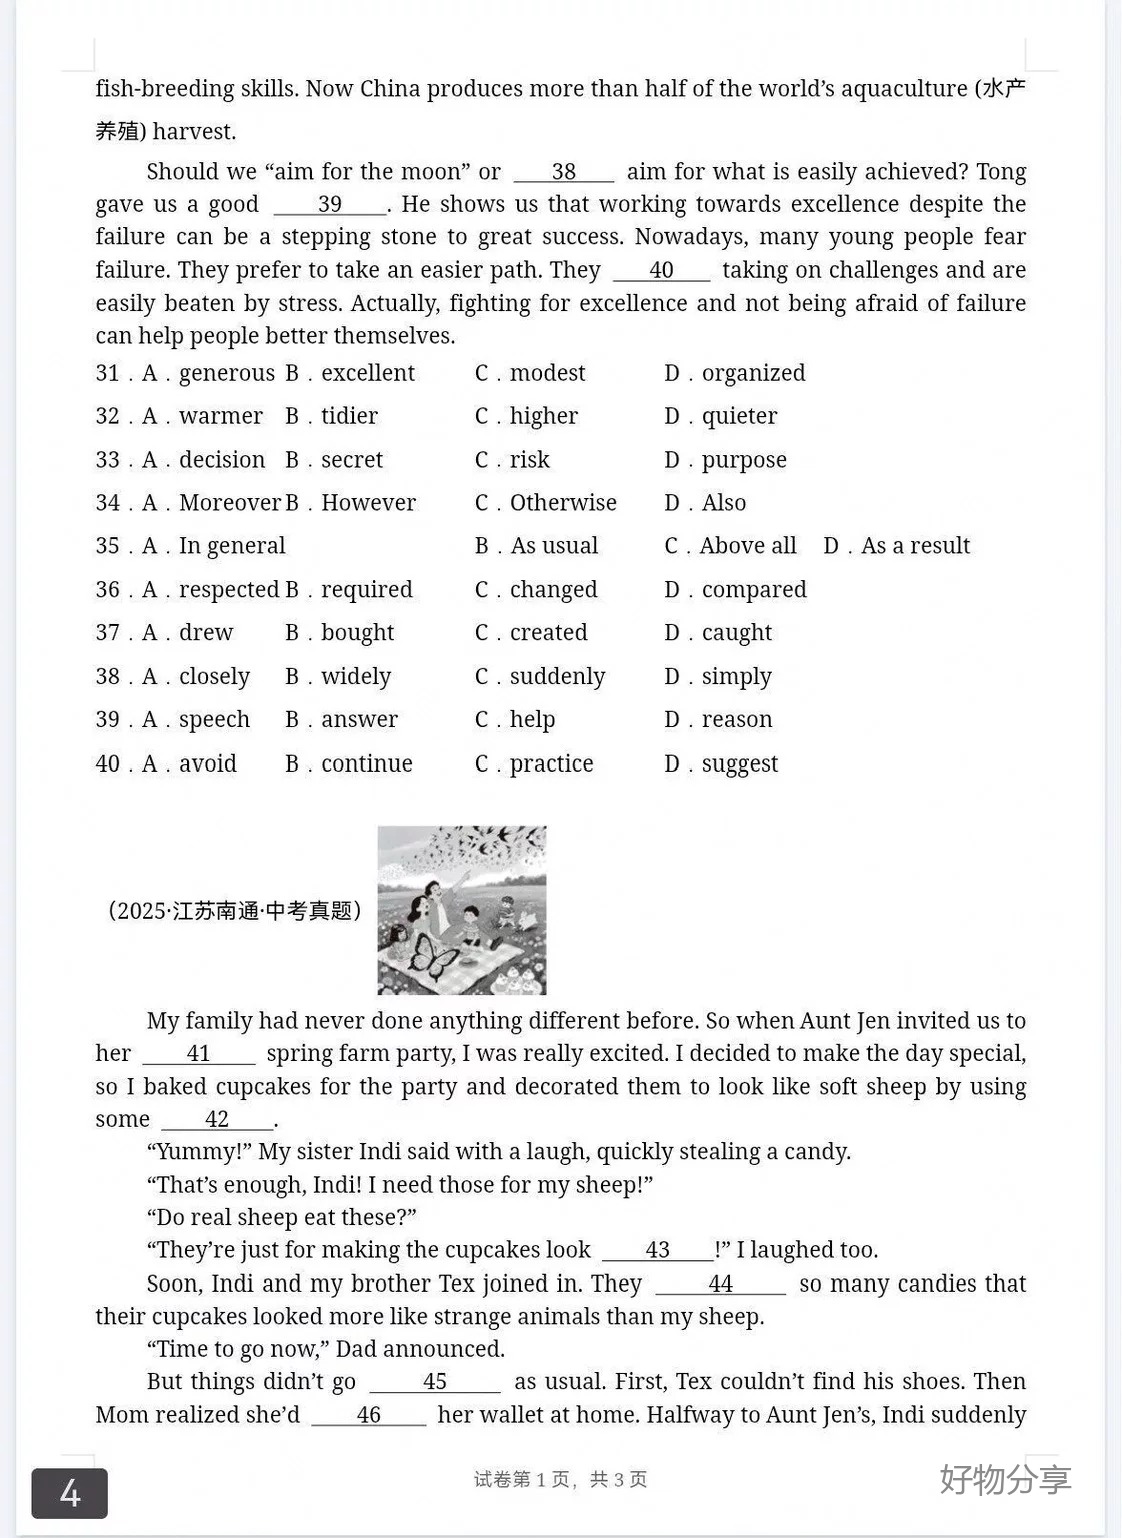 fish-breeding skills. Now China produces more than half of the world’s aquaculture (水产
养殖) harvest.
Should we “aim for the moon” or 38 aim for what is easily achieved? Tong
gave us a good 39. He shows us that working towards excellence despite the
failure can be a stepping stone to great success. Nowadays, many young people fear
failure. They prefer to take an easier path. They 40 taking on challenges and are
easily beaten by stress. Actually, fighting for excellence and not being afraid of failure
can help people better themselves.
31．A．generous B．excellent C．modest D．organized
32．A．warmer B．tidier C．higher D．quieter
33．A．decision B．secret C．risk D．purpose
34．A．Moreover B．However C．Otherwise D．Also
35．A．In general B．As usual C．Above all D．As a result
36．A．respected B．required C．changed D．compared
37．A．drew B．bought C．created D．caught
38．A．closely B．widely C．suddenly D．simply
39．A．speech B．answer C．help D．reason
40．A．avoid B．continue C．practice D．suggest
（2025·江苏南通·中考真题）
My family had never done anything different before. So when Aunt Jen invited us to
her 41 spring farm party, I was really excited. I decided to make the day special,
so I baked cupcakes for the party and decorated them to look like soft sheep by using
some 42.
“Yummy!” My sister Indi said with a laugh, quickly stealing a candy.
“That’s enough, Indi! I need those for my sheep!”
“Do real sheep eat these?”
“They’re just for making the cupcakes look 43!” I laughed too.
Soon, Indi and my brother Tex joined in. They 44 so many candies that
their cupcakes looked more like strange animals than my sheep.
“Time to go now,” Dad announced.
But things didn’t go 45 as usual. First, Tex couldn’t find his shoes. Then
Mom realized she’d 46 her wallet at home. Halfway to Aunt Jen’s, Indi suddenly
试卷第 1 页，共 3 页
4
好物分享